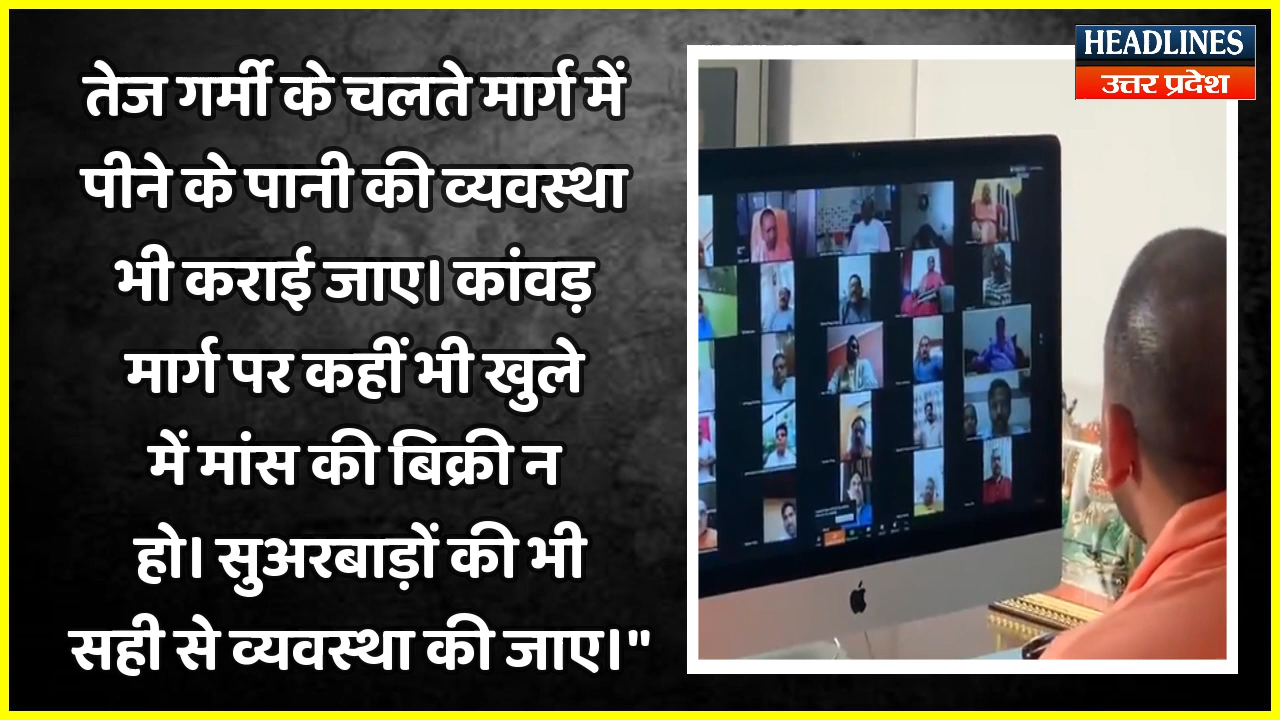 HEADLINES
उत्तर प्रदेश
तेज गर्मी के चलते मार्ग में
पीने के पानी की व्यवस्था
भी कराई जाए। कांवड़
मार्ग पर कहीं भी खुले
में मांस की बिक्री न
हो। सुअरबाड़ों की भी
सही से व्यवस्था की जाए।"